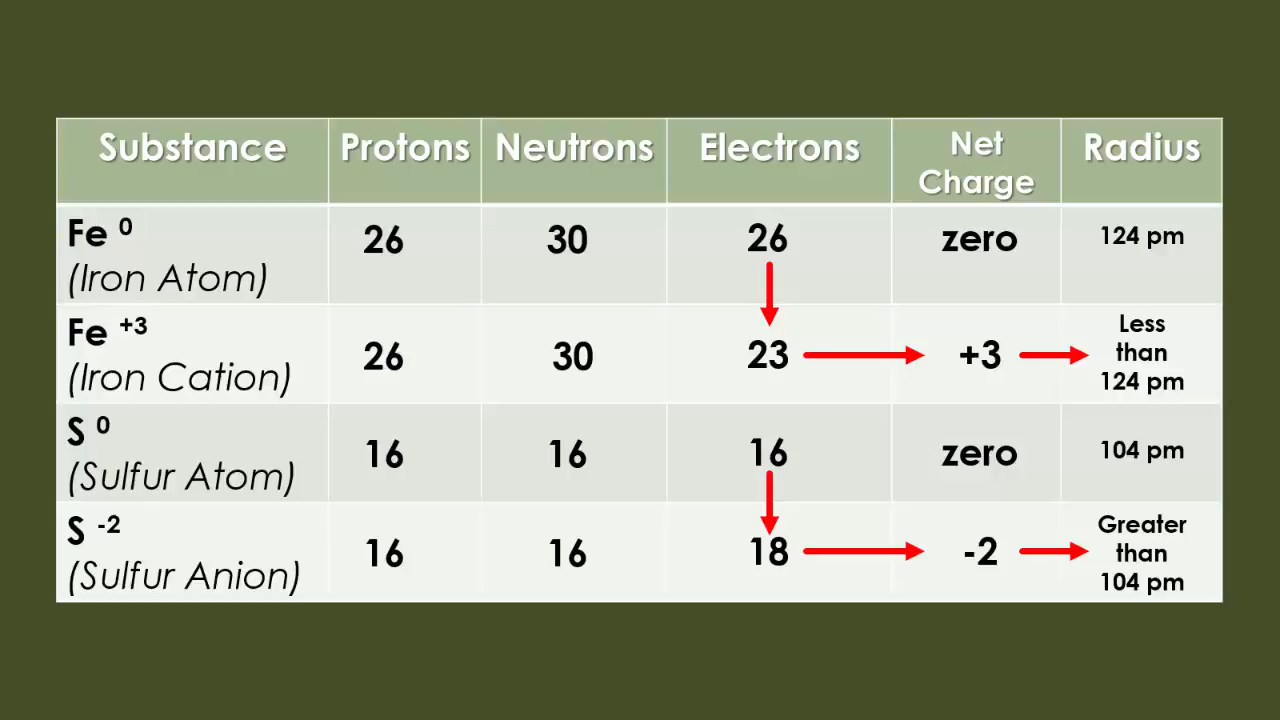 Substance Protons Neutrons Electrons Net Charge Radius
Fe 0 26 30 26 zero 124 pm
(Iron Atom)
Fe +3 26 30 23 +3 Less than 124 pm
(Iron Cation)
S 0 16 16 16 zero 104 pm
(Sulfur Atom)
S -2 16 16 18 -2 Greater than 104 pm
(Sulfur Anion)